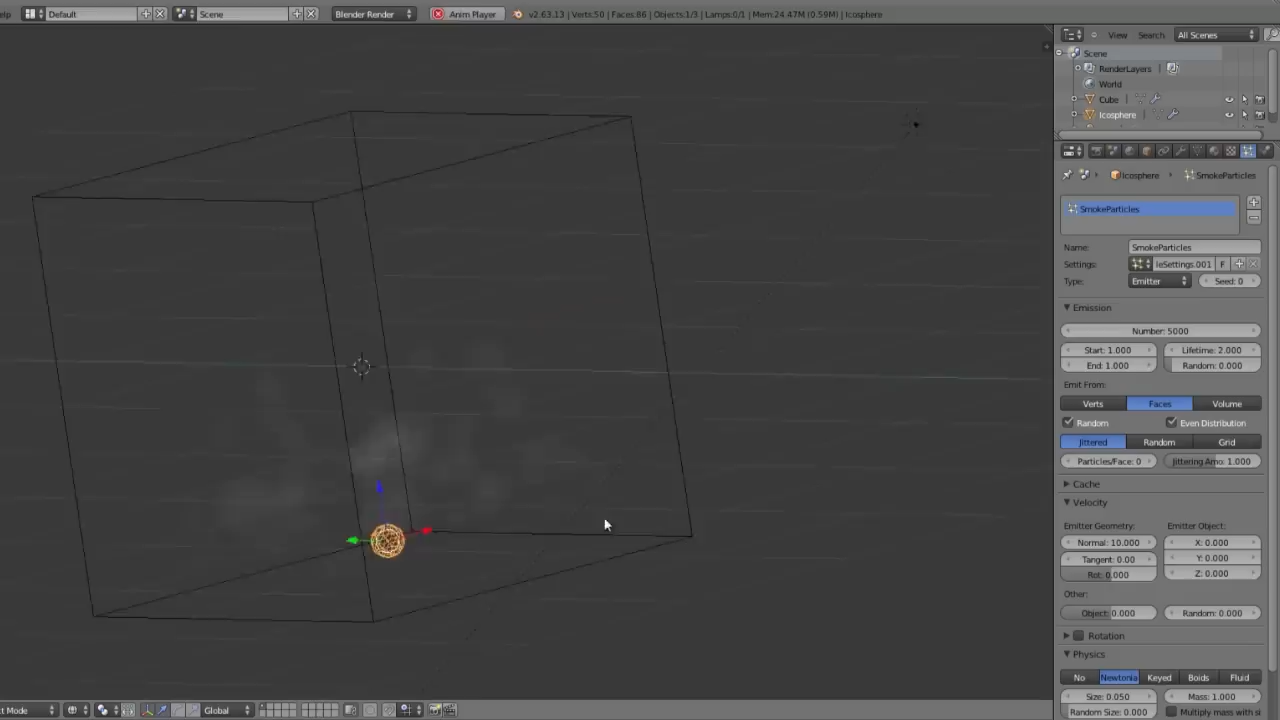 elp Default Scene Blender Render Anim Player v2.63.13 | Verts:50 | Faces:86 | Objects:1/3 | Lamps:0/1 | Mem:24.47M (0.59M) | Icosphere
View Search All Scenes
Scene
RenderLayers |
World
Cube |
Icosphere |
Icosphere SmokeParticles
SmokeParticles
Name: SmokeParticles
Settings: leSettings.001 F
Type: Emitter Seed: 0
Emission
Number: 5000
Start: 1.000 Lifetime: 2.000
End: 1.000 Random: 0.000
Emit From:
Verts Faces Volume
Random Even Distribution
Jittered Random Grid
Particles/Face: 0 Jittering Amo: 1.000
Cache
Velocity
Emitter Geometry: Emitter Object:
Normal: 10.000 X: 0.000
Tangent: 0.00 Y: 0.000
Rot: 0.000 Z: 0.000
Other:
Object: 0.000 Random: 0.000
Rotation
Physics
No Newtonia Keyed Boids Fluid
Size: 0.050 Mass: 1.000
Random Size: 0.000 Multiply mass with si
ct Mode Global